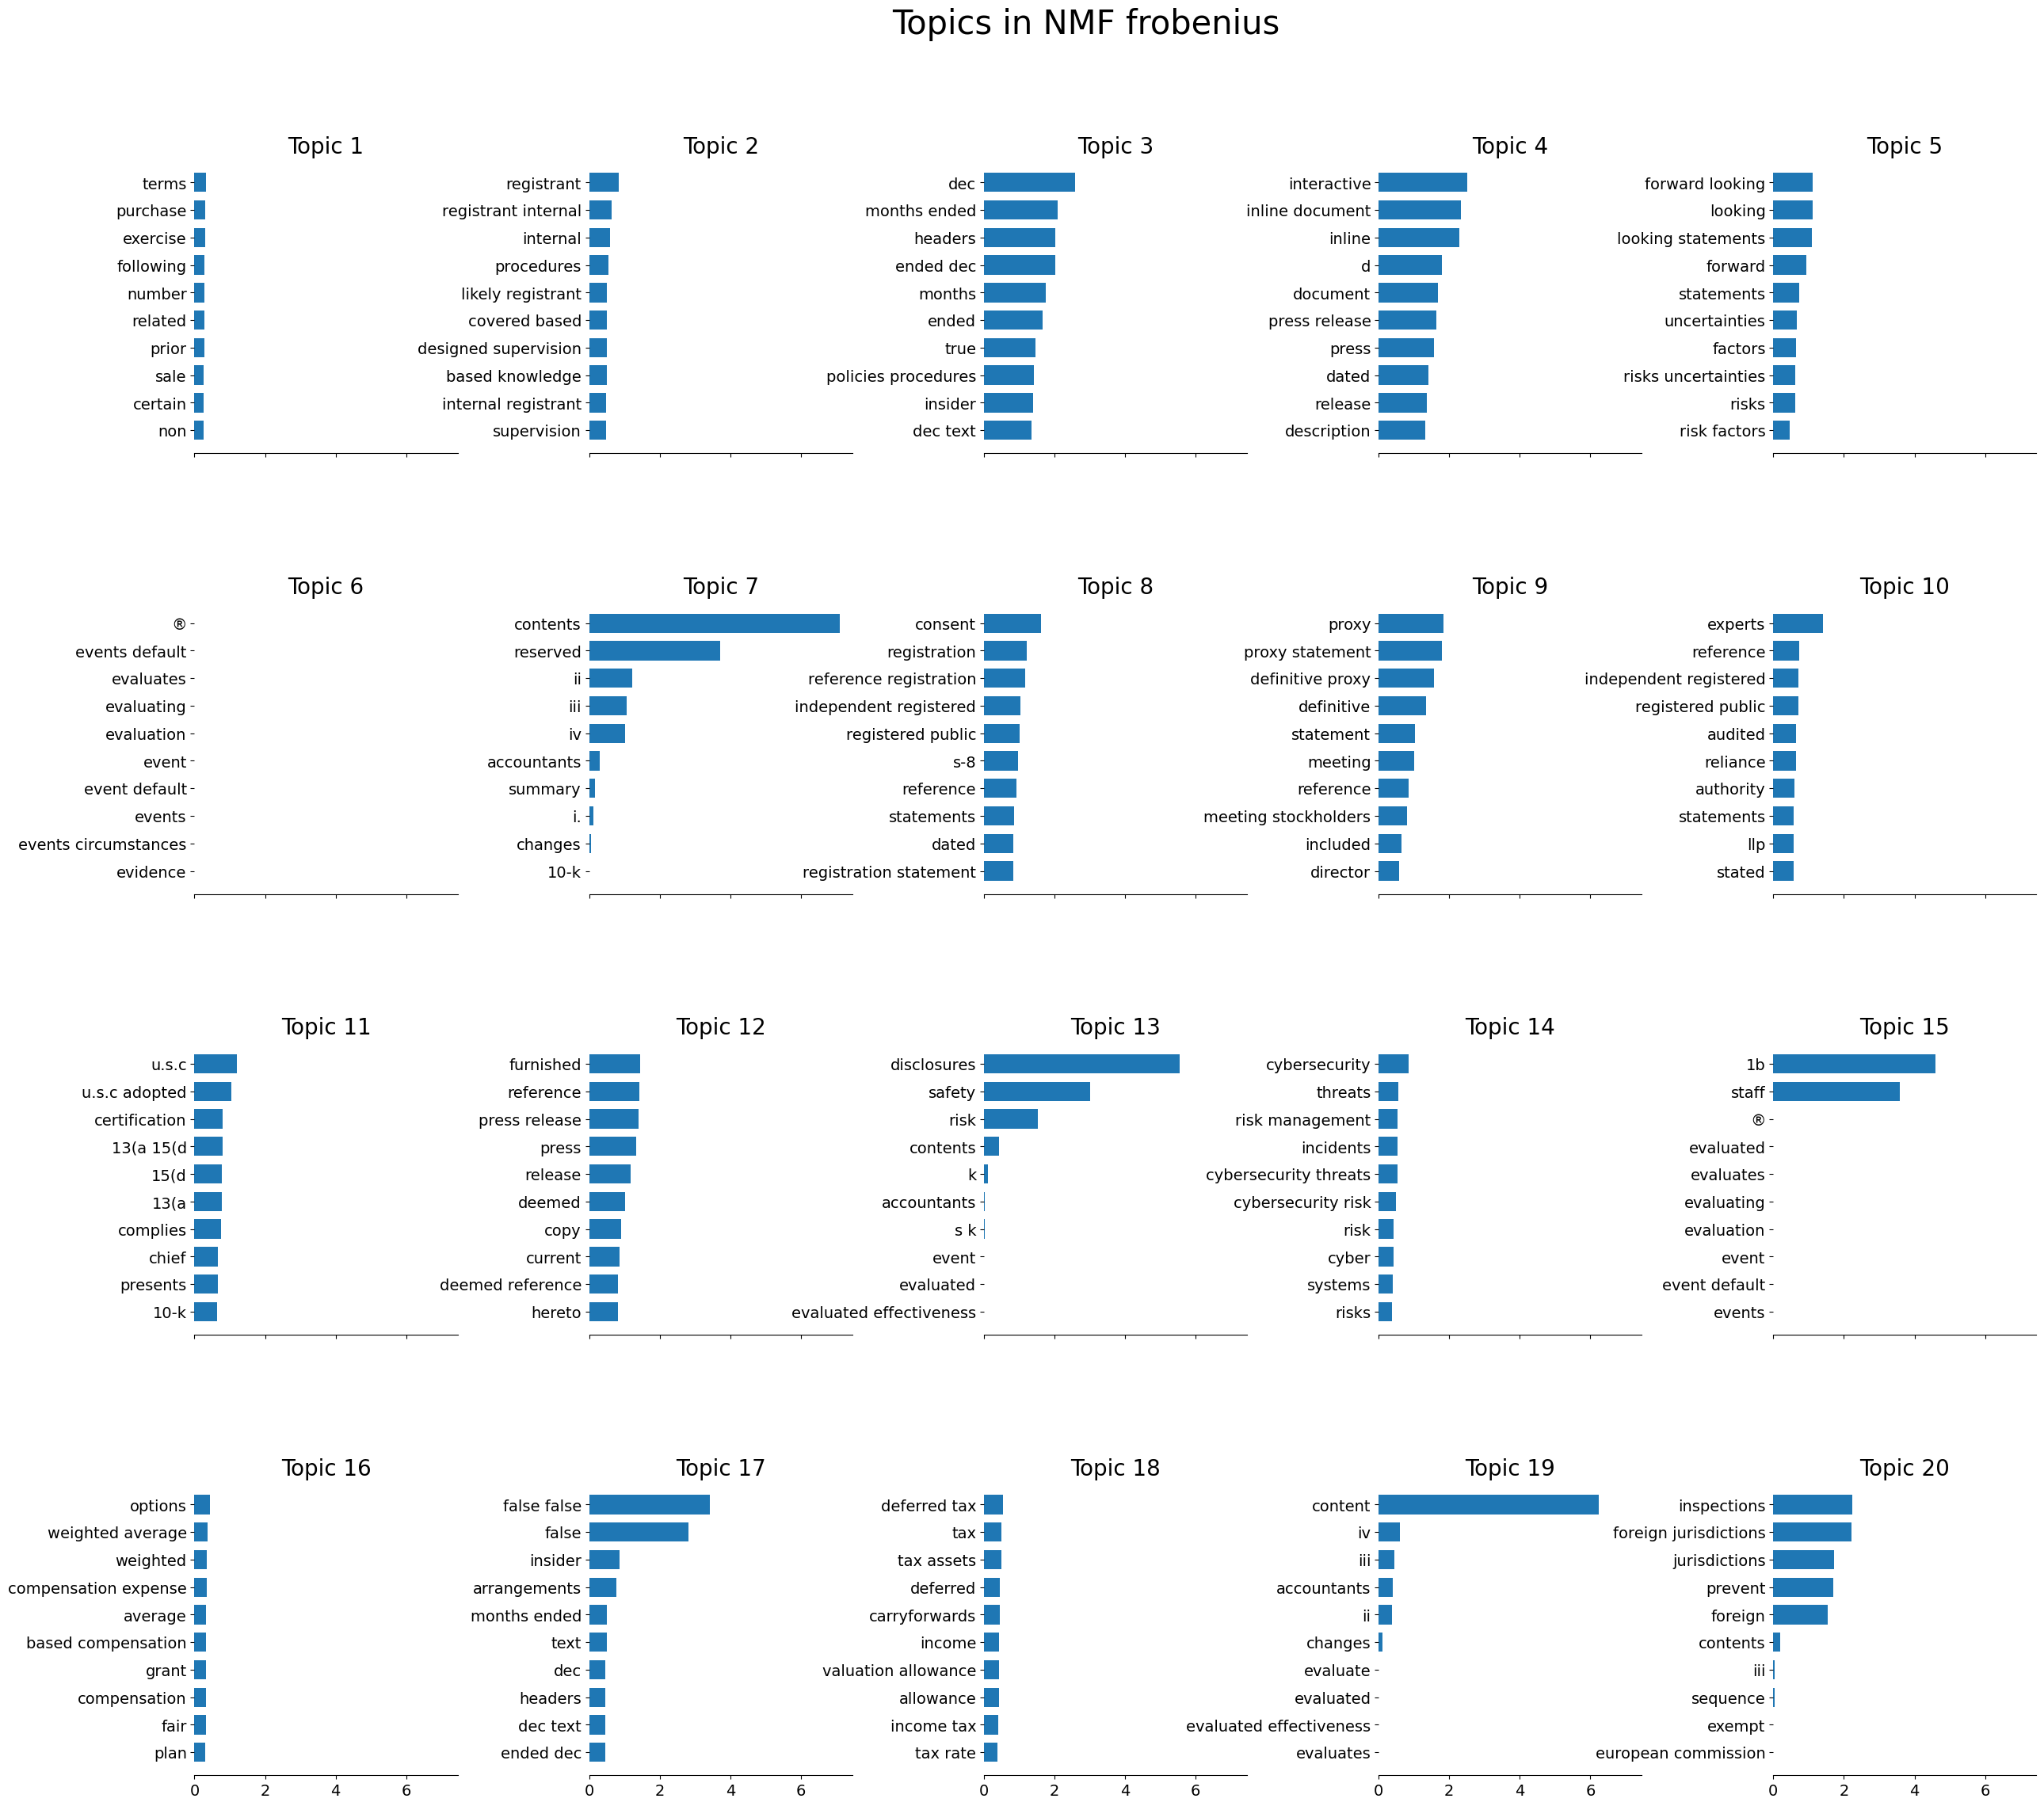 Topics in NMF frobenius
Topic 1
terms
purchase
exercise
following
number
related
prior
sale
certain
non
Topic 2
registrant
registrant internal
internal
procedures
likely registrant
covered based
designed supervision
based knowledge
internal registrant
supervision
Topic 3
dec
months ended
headers
ended dec
months
ended
true
policies procedures
insider
dec text
Topic 4
interactive
inline document
inline
d
document
press release
press
dated
release
description
Topic 5
forward looking
looking
looking statements
forward
statements
uncertainties
factors
risks uncertainties
risks
risk factors
Topic 6
®
events default
evaluates
evaluating
evaluation
event
event default
events
events circumstances
evidence
Topic 7
contents
reserved
ii
iii
iv
accountants
summary
i.
changes
10-k
Topic 8
consent
registration
reference registration
independent registered
registered public
s-8
reference
statements
dated
registration statement
Topic 9
proxy
proxy statement
definitive proxy
definitive
statement
meeting
reference
meeting stockholders
included
director
Topic 10
experts
reference
independent registered
registered public
audited
reliance
authority
statements
llp
stated
Topic 11
u.s.c
u.s.c adopted
certification
13(a 15(d
15(d
13(a
complies
chief
presents
10-k
Topic 12
furnished
reference
press release
press
release
deemed
copy
current
deemed reference
hereto
Topic 13
disclosures
safety
risk
contents
k
accountants
s k
event
evaluated
evaluated effectiveness
Topic 14
cybersecurity
threats
risk management
incidents
cybersecurity threats
cybersecurity risk
risk
cyber
systems
risks
Topic 15
1b
staff
®
evaluated
evaluates
evaluating
evaluation
event
event default
events
Topic 16
options
weighted average
weighted
compensation expense
average
based compensation
grant
compensation
fair
plan
0 2 4 6
Topic 17
false false
false
insider
arrangements
months ended
text
dec
headers
dec text
ended dec
0 2 4 6
Topic 18
deferred tax
tax
tax assets
deferred
carryforwards
income
valuation allowance
allowance
income tax
tax rate
0 2 4 6
Topic 19
content
iv
iii
accountants
ii
changes
evaluate
evaluated
evaluated effectiveness
evaluates
0 2 4 6
Topic 20
inspections
foreign jurisdictions
jurisdictions
prevent
foreign
contents
iii
sequence
exempt
european commission
0 2 4 6